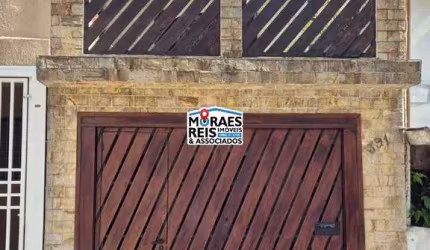 MORAES
REIS IMÓVEIS
& ASSOCIADOS
391